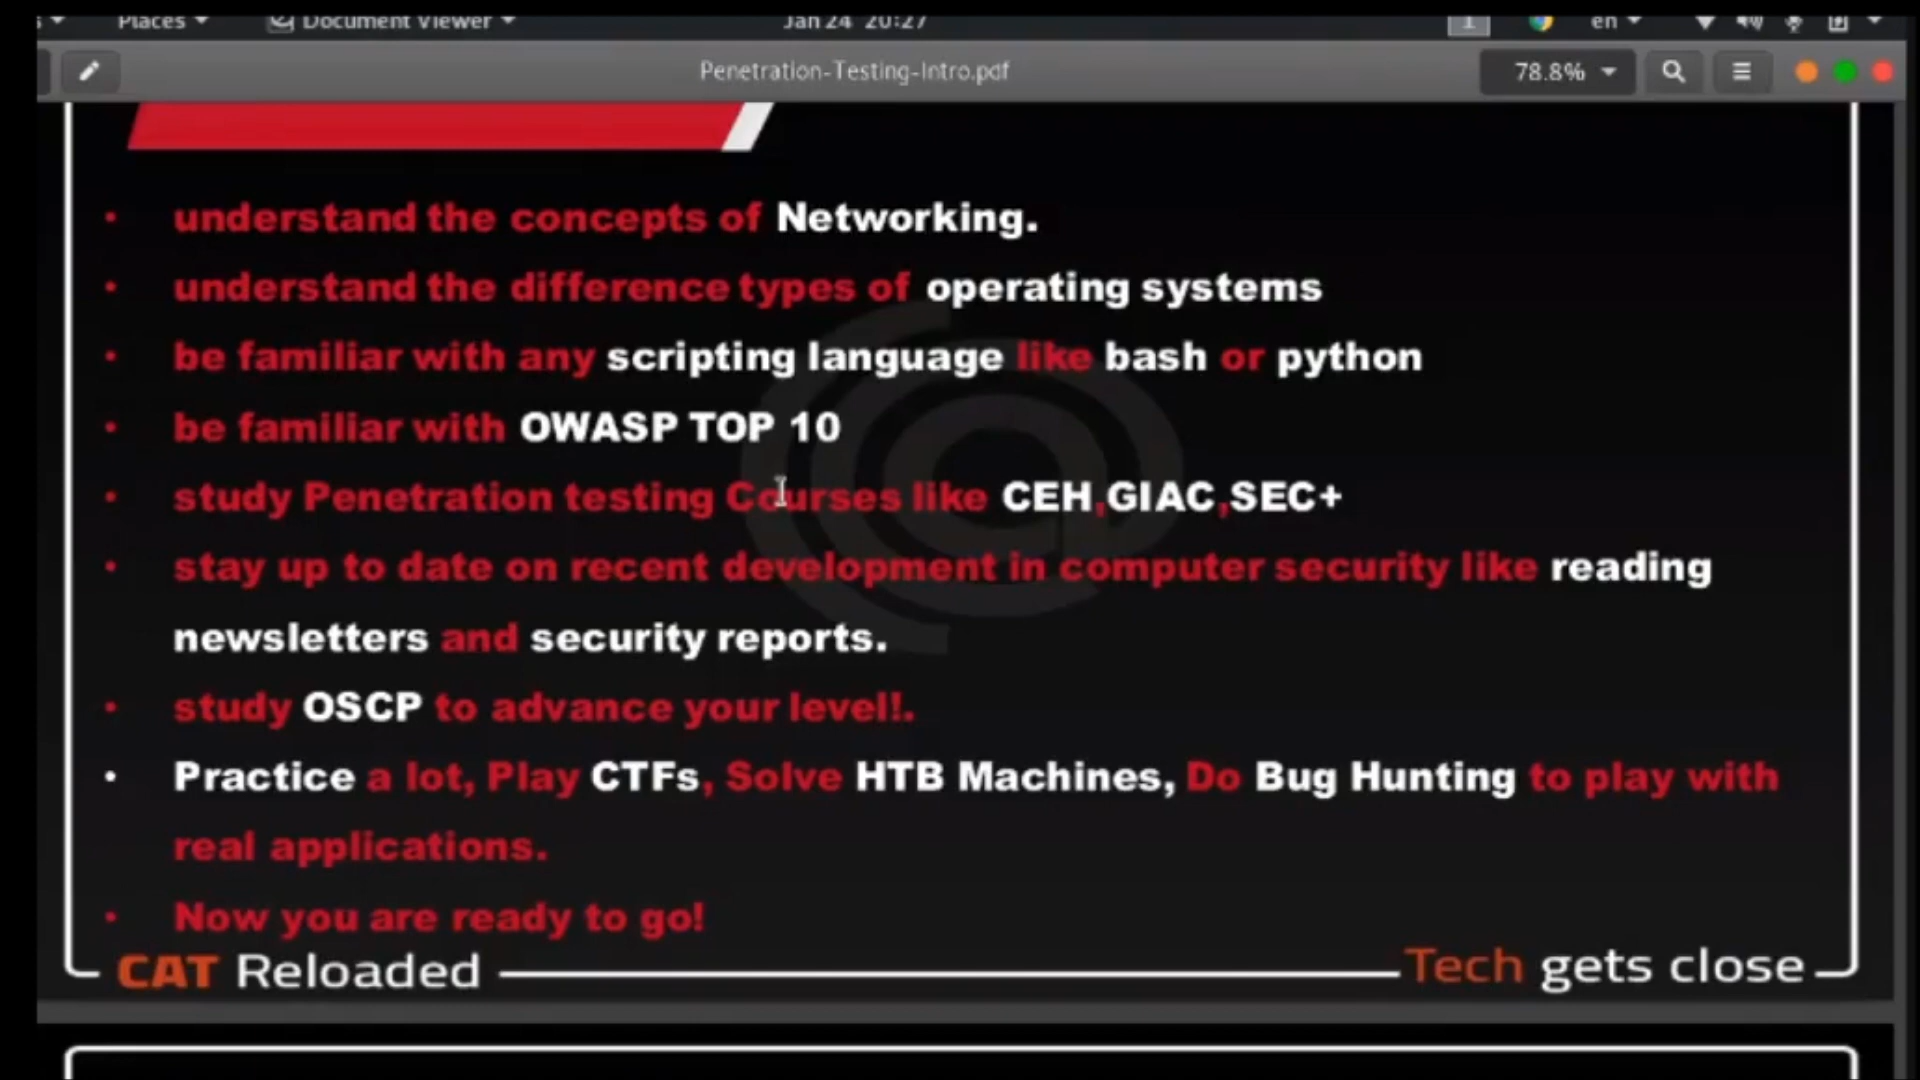 Places
Document Viewer
Jan 24 20:27
1
en
Penetration-Testing-Intro.pdf
78.8%
• understand the concepts of Networking.
• understand the difference types of operating systems
• be familiar with any scripting language like bash or python
• be familiar with OWASP TOP 10
• study Penetration testing Courses like CEH,GIAC,SEC+
• stay up to date on recent development in computer security like reading
newsletters and security reports.
• study OSCP to advance your level!.
• Practice a lot, Play CTFs, Solve HTB Machines, Do Bug Hunting to play with
real applications.
• Now you are ready to go!
CAT Reloaded
Tech gets close